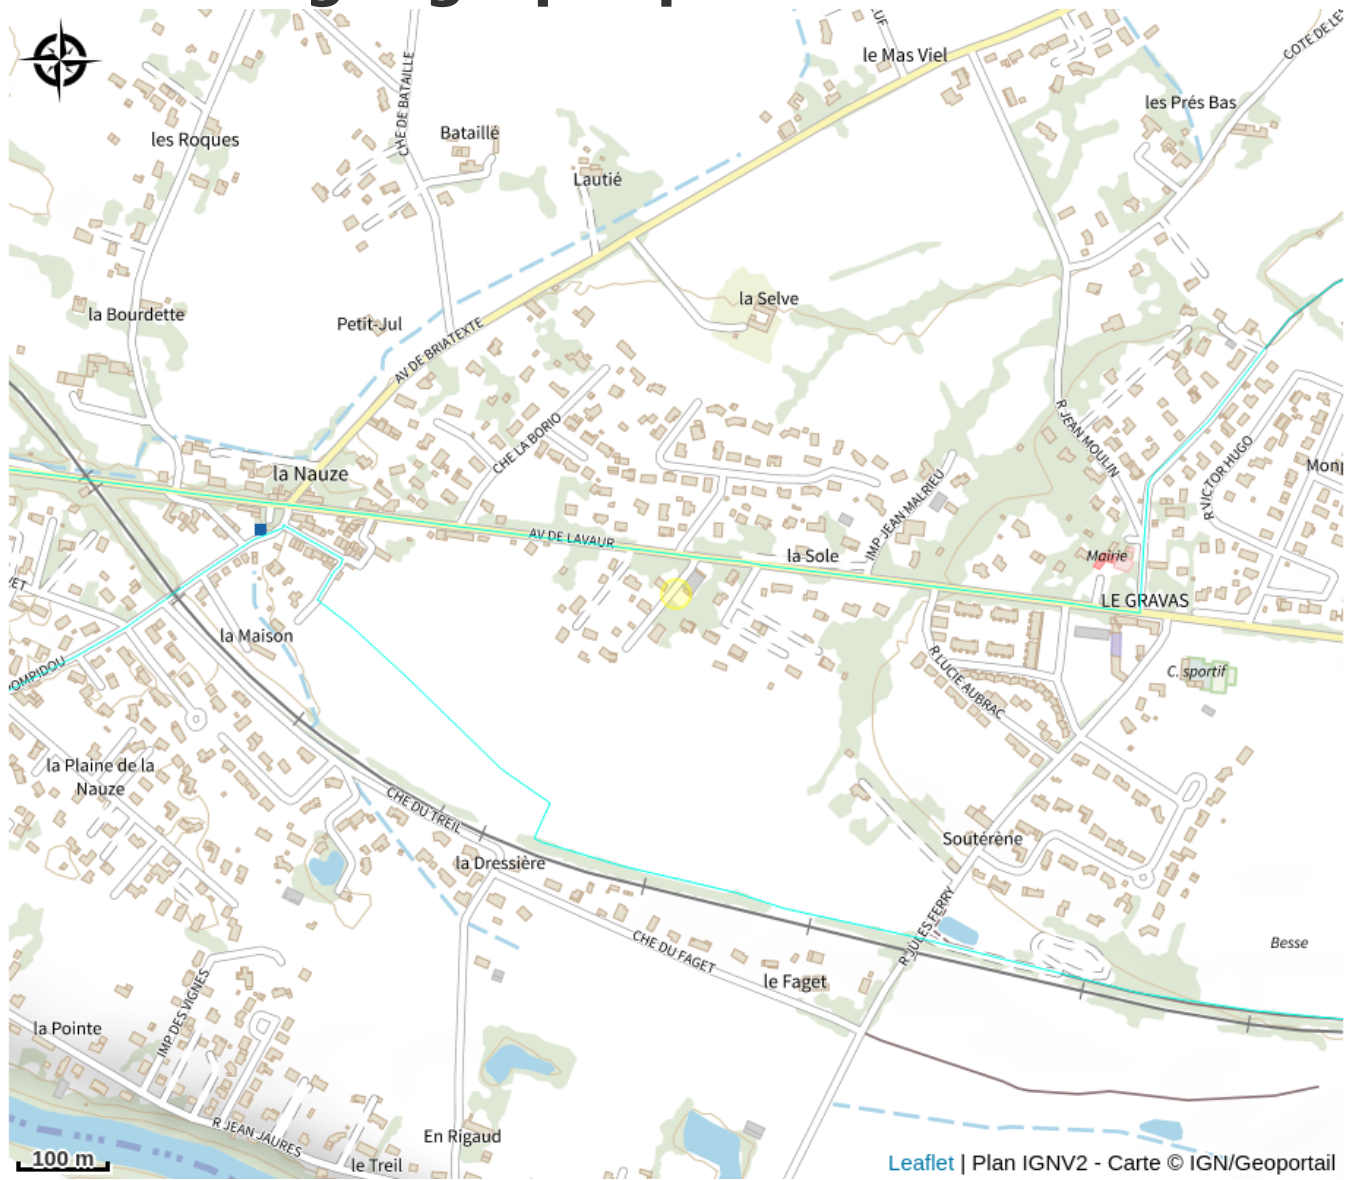 le Mas Viel
COTE DE LES
les Prés Bas
CHE DE BATAILLE
Bataillé
les Roques
Lautié
la Selve
la Bourdette
Petit-Jul
AV DE BRIATEXTE
CHE LA BORIO
R JEAN MOULIN
R VICTOR HUGO
la Nauze
IMP JEAN MALRIEU
AV DE LAVAUR
la Sole
Mairie
LE GRAVAS
la Maison
OMPIDOU
R LUCIE AUBRAC
C. sportif
la Plaine de la
Nauze
CHE DU TREIL
la Dressière
Soutérène
R JULES FERRY
CHE DU FAGET
le Faget
Besse
IMP DES VIGNES
la Pointe
R JEAN JAURES
En Rigaud
le Treil
100 m
Leaflet | Plan IGNV2 - Carte © IGN/Geoportail